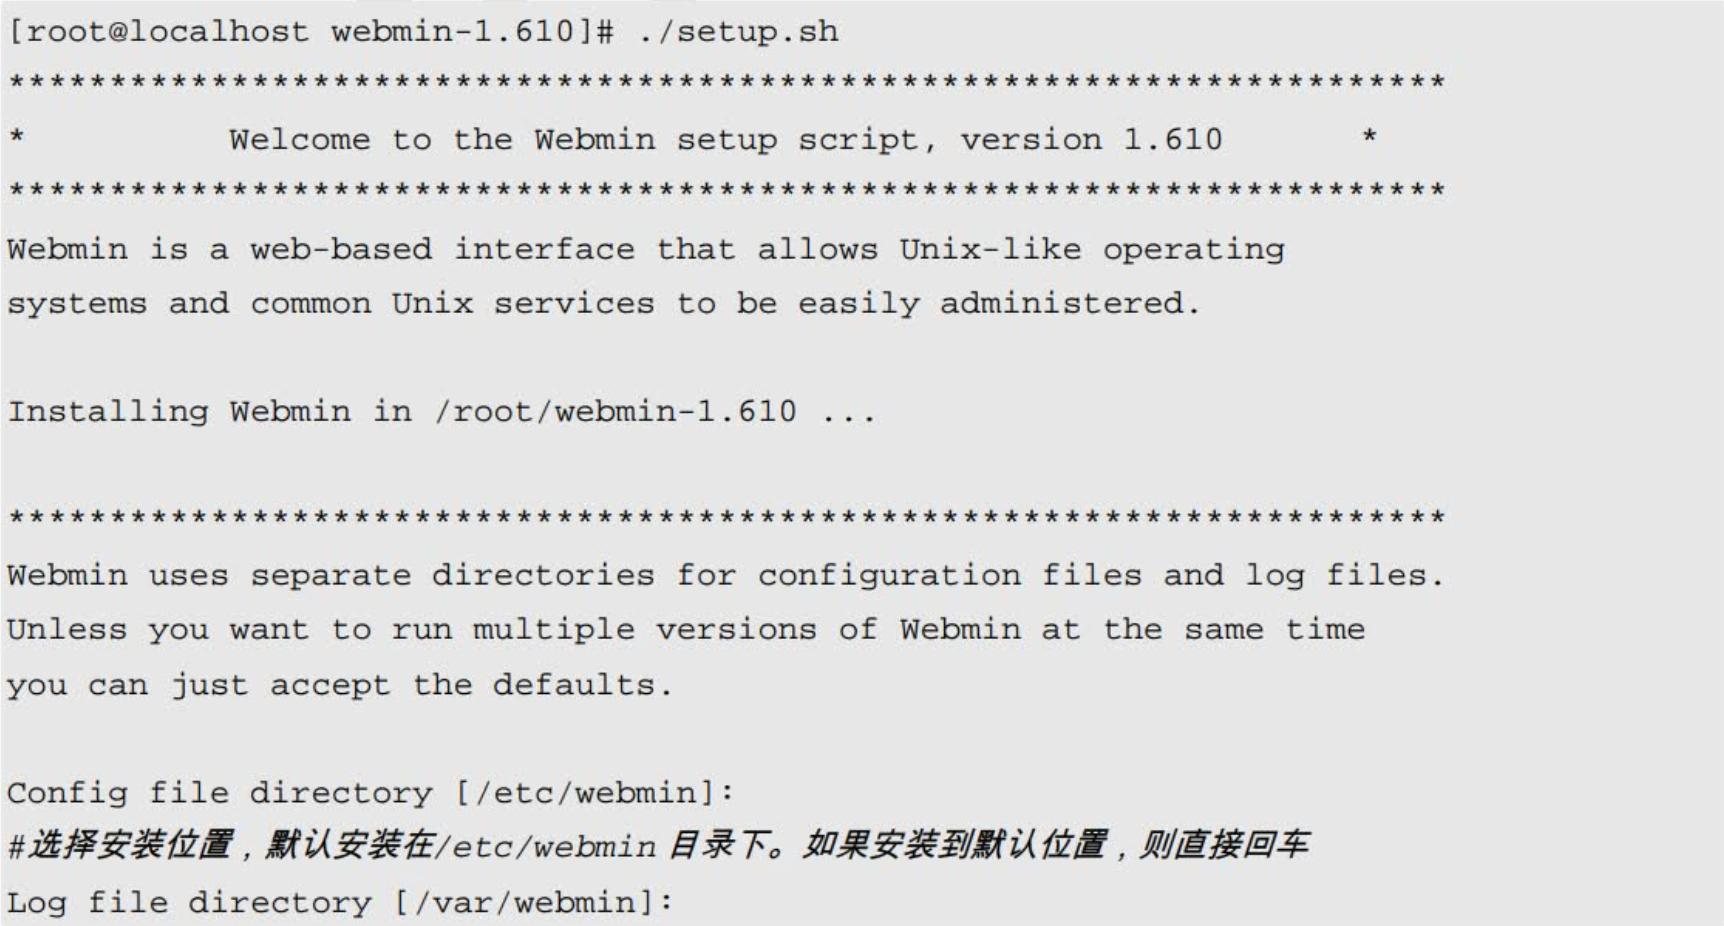 [root@localhost webmin-1.610]# ./setup.sh
***********************************************************************
*          Welcome to the Webmin setup script, version 1.610       *
***********************************************************************
Webmin is a web-based interface that allows Unix-like operating
systems and common Unix services to be easily administered.
Installing Webmin in /root/webmin-1.610 ...
***********************************************************************
Webmin uses separate directories for configuration files and log files.
Unless you want to run multiple versions of Webmin at the same time
you can just accept the defaults.
Config file directory [/etc/webmin]:
#选择安装位置，默认安装在/etc/webmin 目录下。如果安装到默认位置，则直接回车
Log file directory [/var/webmin]: